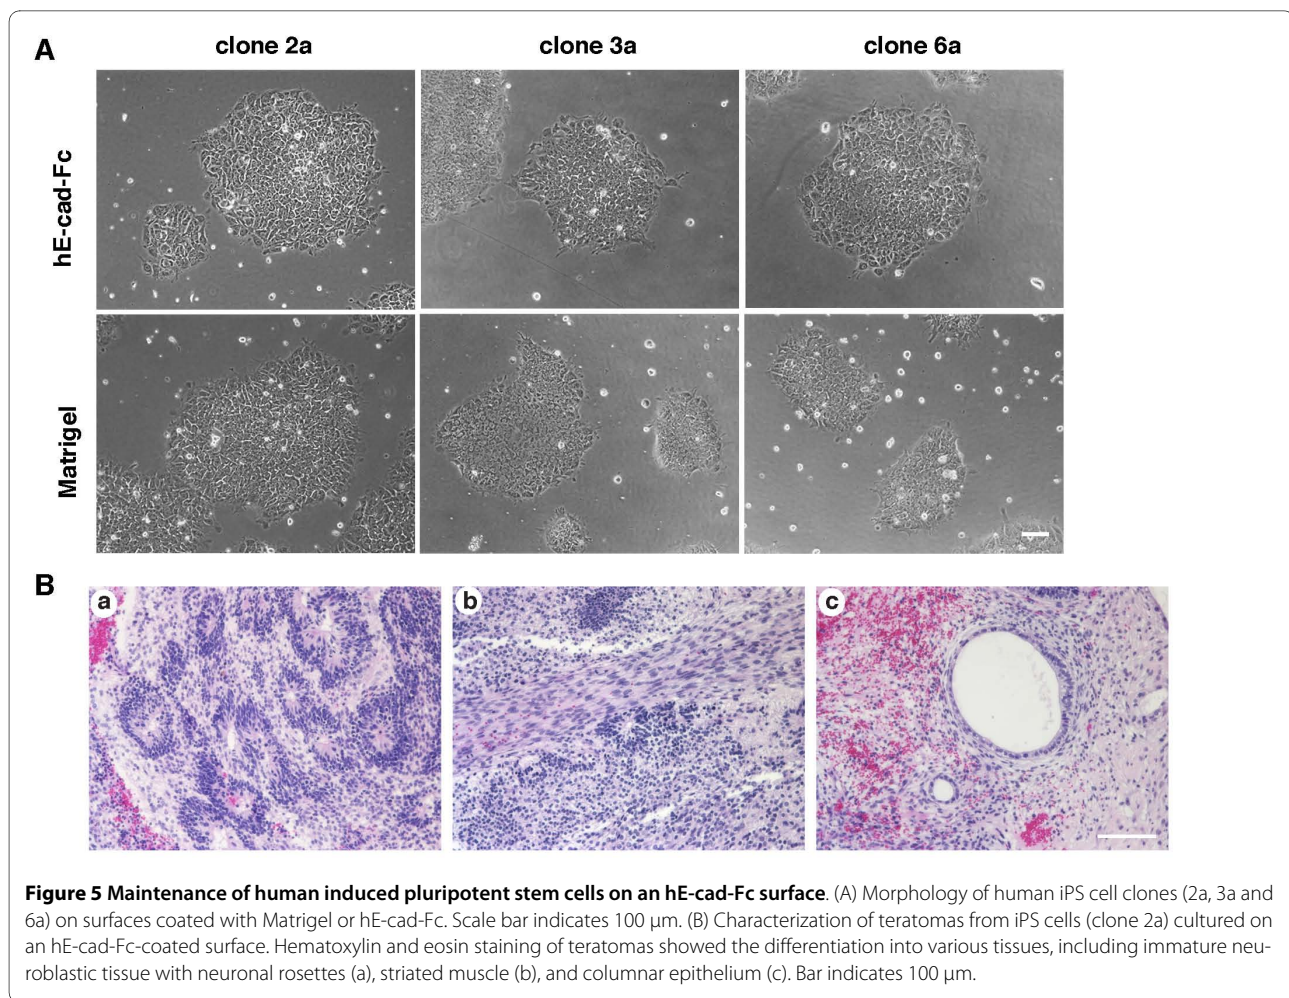 A
clone 2a
clone 3a
clone 6a
hE-cad-Fc
Matrigel
B
a
b
c
Figure 5 Maintenance of human induced pluripotent stem cells on an hE-cad-Fc surface. (A) Morphology of human iPS cell clones (2a, 3a and
6a) on surfaces coated with Matrigel or hE-cad-Fc. Scale bar indicates 100 μm. (B) Characterization of teratomas from iPS cells (clone 2a) cultured on
an hE-cad-Fc-coated surface. Hematoxylin and eosin staining of teratomas showed the differentiation into various tissues, including immature neu-
roblastic tissue with neuronal rosettes (a), striated muscle (b), and columnar epithelium (c). Bar indicates 100 μm.